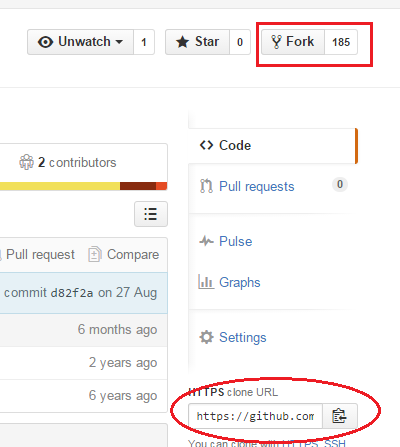 Unwatch 1 Star 0 Fork 185
2 contributors
Pull request Compare
commit d82f2a on 27 Aug
6 months ago
2 years ago
6 years ago
Code
Pull requests 0
Pulse
Graphs
Settings
HTTPS clone URL
https://github.com
You can clone with HTTPS, SSH,